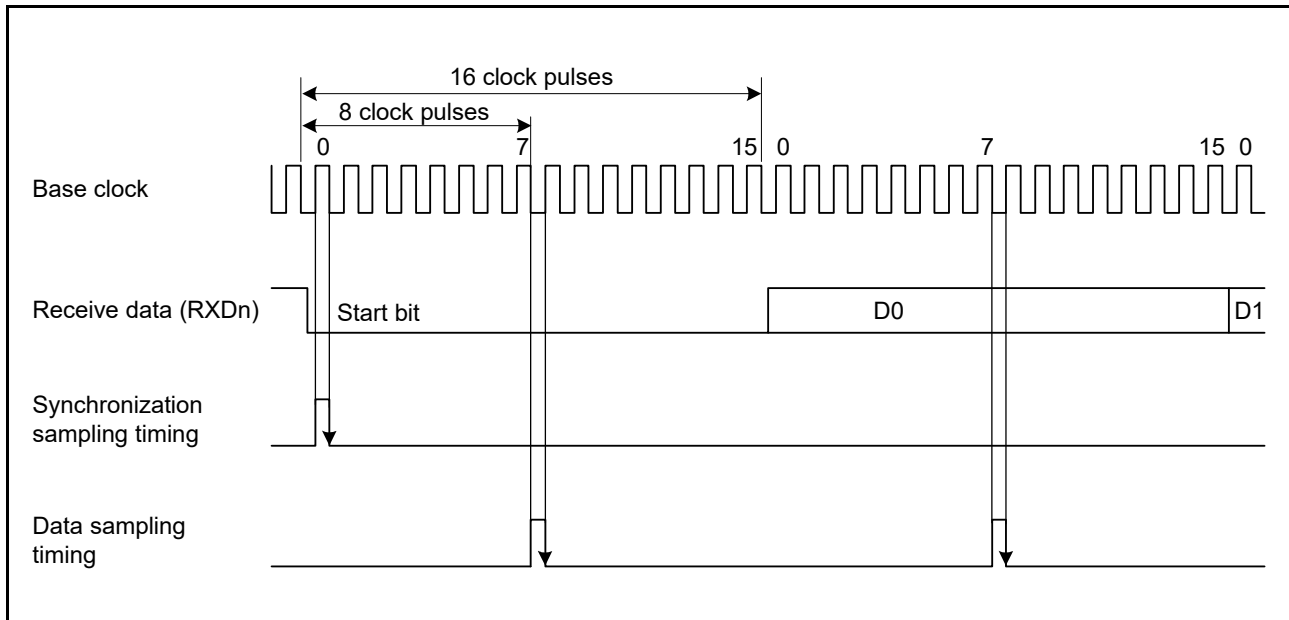 16 clock pulses
8 clock pulses
0 7 15 0 7 15 0
Base clock
Receive data (RXDn)
Start bit
D0
D1
Synchronization
sampling timing
Data sampling
timing